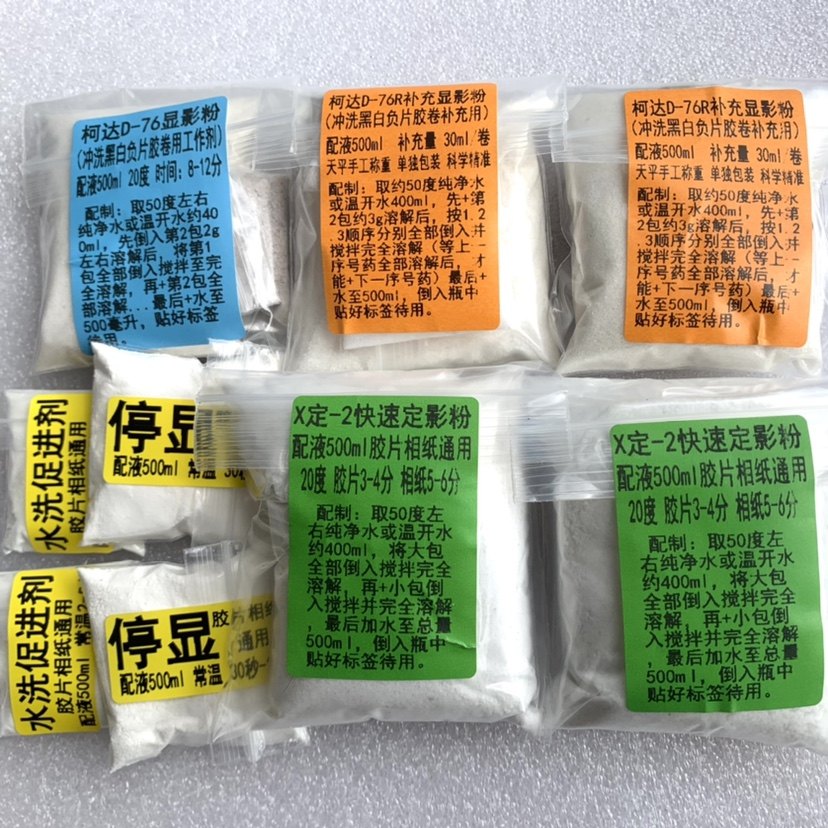 柯达D-76显影粉
(冲洗黑白负片胶卷用工作剂)
配液500ml 20度 时间：8-12分
配制：取50度左右
纯净水或温开水约40
0ml，先倒入第2包2g
左右溶解后，将第1
包全部倒入搅拌至完
全溶解，再+第2包全
部溶解...最后+水至
500毫升，贴好标签
待用。
柯达D-76R补充显影粉
(冲洗黑白负片胶卷补充用)
配液500ml 补充量 30ml/卷
天平手工称重 单独包装 科学精准
配制：取约50度纯净水
或温开水400ml，先+第
2包约3g溶解后，按1.2
.3顺序分别全部倒入并
搅拌完全溶解（等上一
序号药全部溶解后，才
能+下一序号药）最后+
水至500ml，倒入瓶中
贴好标签待用。
柯达D-76R补充显影粉
(冲洗黑白负片胶卷补充用)
配液500ml 补充量 30ml/卷
天平手工称重 单独包装 科学精准
配制：取约50度纯净水
或温开水400ml，先+第
2包约3g溶解后，按1.2
.3顺序分别全部倒入并
搅拌完全溶解（等上一
序号药全部溶解后，才
能+下一序号药）最后+
水至500ml，倒入瓶中
贴好标签待用。
水洗促进剂
胶片相纸通用
停显
配液500ml 常温 30秒
X定-2快速定影粉
配液500ml胶片相纸通用
20度 胶片3-4分 相纸5-6分
配制：取50度左
右纯净水或温开水
约400ml，将大包
全部倒入搅拌完全
溶解，再+小包倒
入搅拌并完全溶解
，最后加水至总量
500ml，倒入瓶中
贴好标签待用。
X定-2快速定影粉
配液500ml胶片相纸通用
20度 胶片3-4分 相纸5-6分
配制：取50度左
右纯净水或温开水
约400ml，将大包
全部倒入搅拌完全
溶解，再+小包倒
入搅拌并完全溶解
，最后加水至总量
500ml，倒入瓶中
贴好标签待用。
水洗促进剂
胶片相纸通用
配液500ml 常温2
停显
胶片相纸
通用
配液500ml 常温 30秒-1